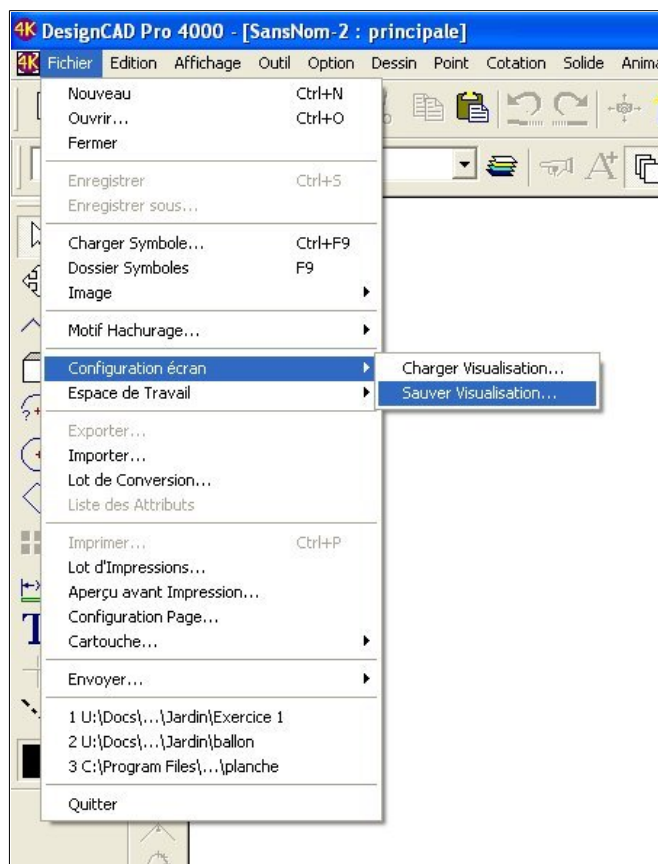 4K DesignCAD Pro 4000 - [SansNom-2 : principale]
4K Fichier Edition Affichage Outil Option Dessin Point Cotation Solide Anima
Nouveau Ctrl+N
Ouvrir... Ctrl+O
Fermer
Enregistrer Ctrl+S
Enregistrer sous...
Charger Symbole... Ctrl+F9
Dossier Symboles F9
Image
Motif Hachurage...
Configuration écran
Charger Visualisation...
Espace de Travail
Sauver Visualisation...
Exporter...
Importer...
Lot de Conversion...
Liste des Attributs
Imprimer... Ctrl+P
Lot d'Impressions...
Aperçu avant Impression...
Configuration Page...
Cartouche...
Envoyer...
1 U:\Docs\...\Jardin\Exercice 1
2 U:\Docs\...\Jardin\ballon
3 C:\Program Files\...\planche
Quitter